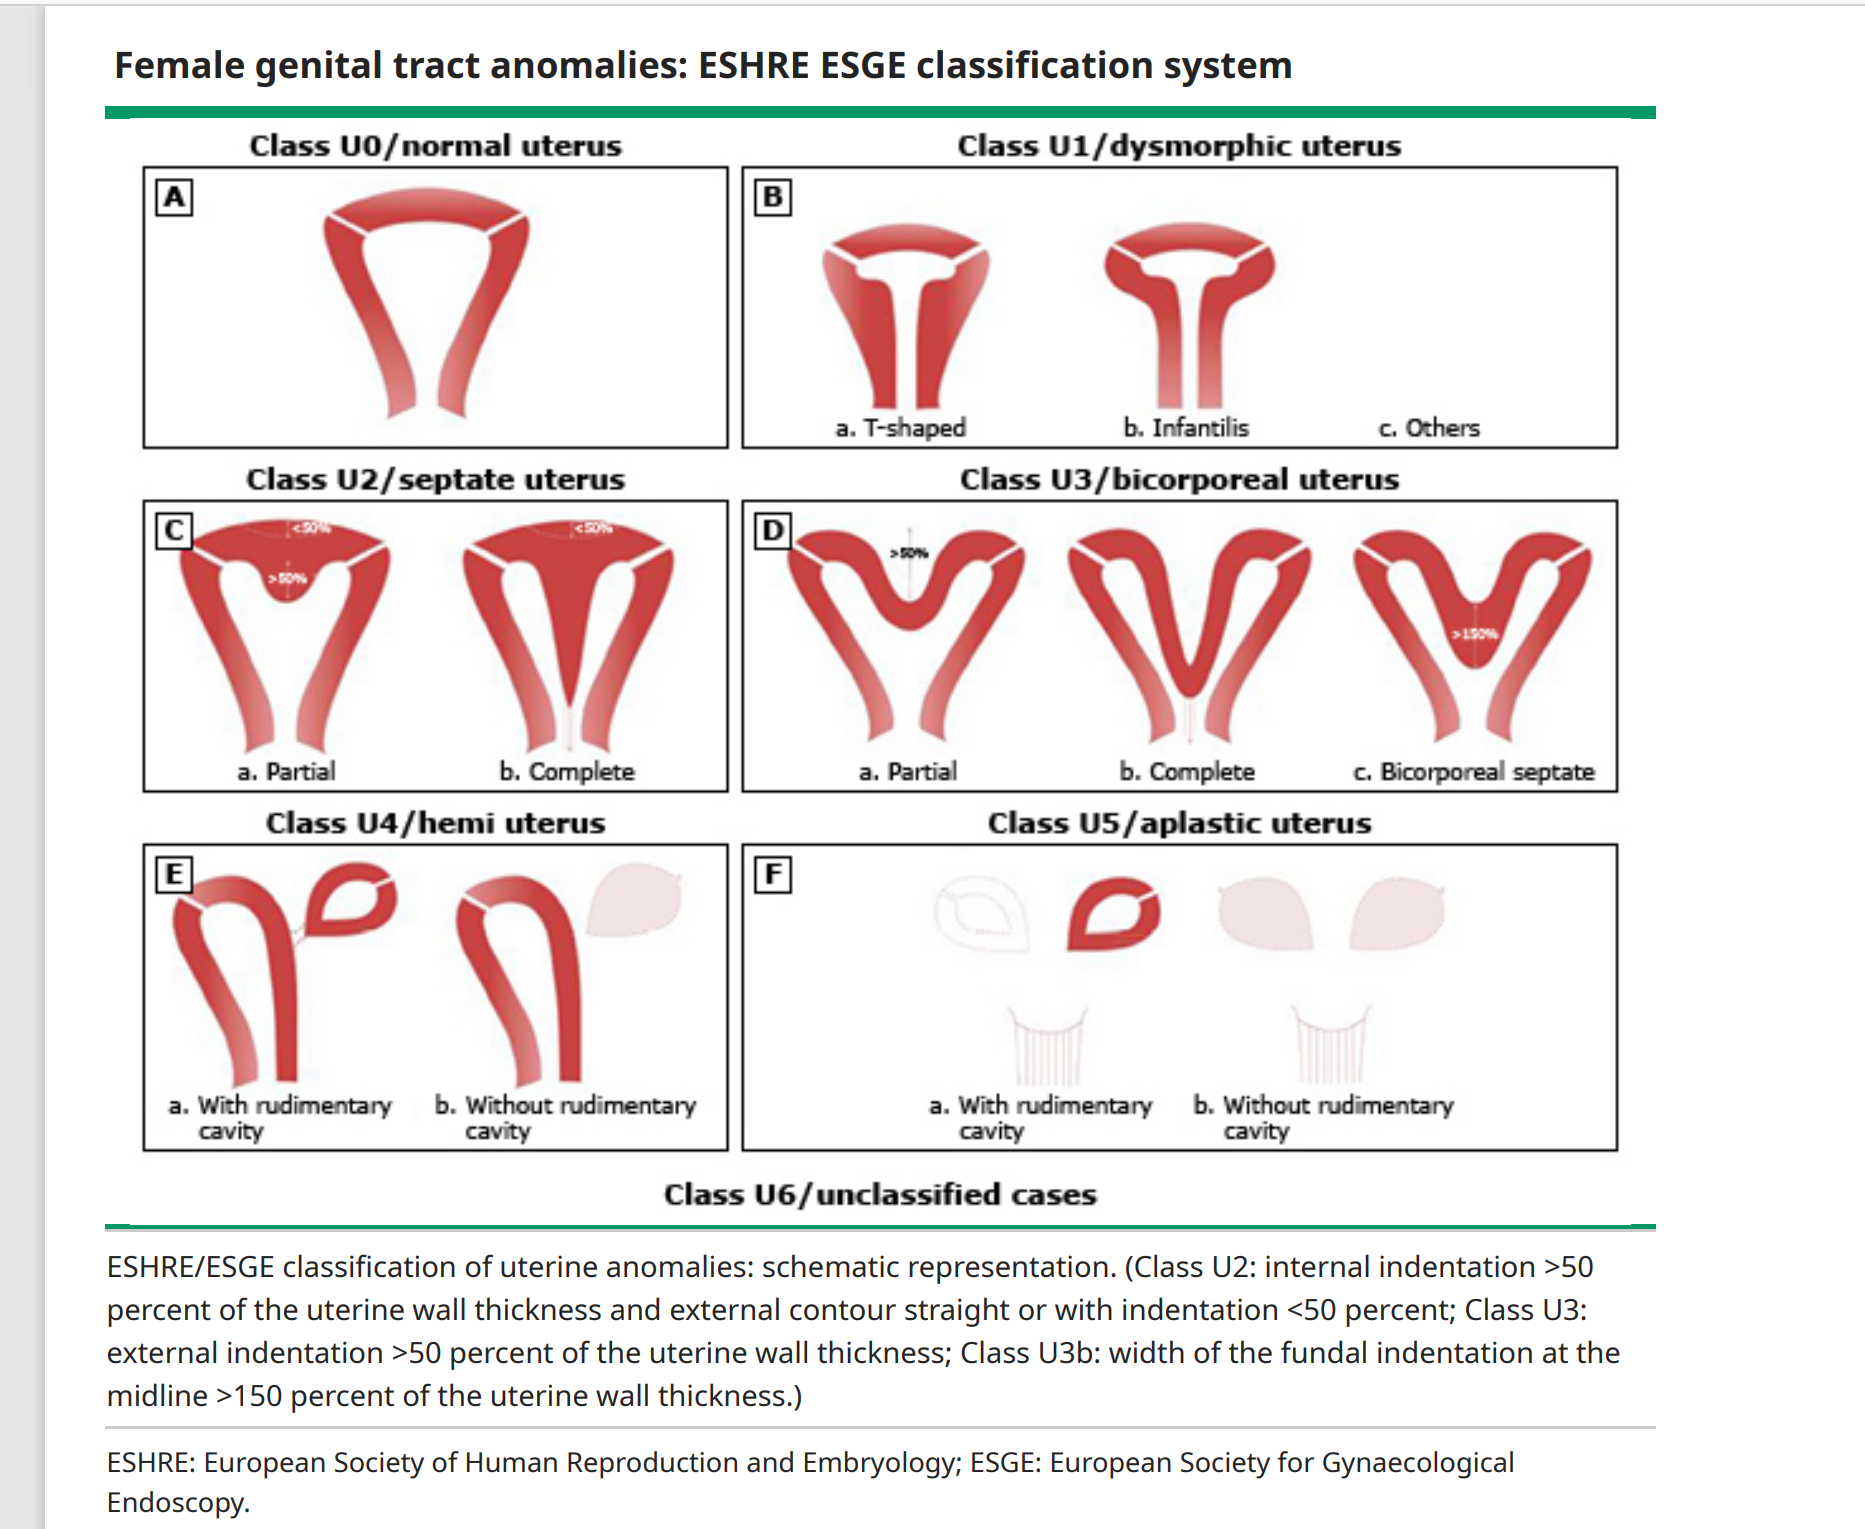 Female genital tract anomalies: ESHRE ESGE classification system
Class U0/normal uterus
A
Class U1/dysmorphic uterus
B
a. T-shaped
b. Infantilis
c. Others
Class U2/septate uterus
C
<50%
>50%
<50%
a. Partial
b. Complete
Class U3/bicorporeal uterus
D
>50%
>150%
a. Partial
b. Complete
c. Bicorporeal septate
Class U4/hemi uterus
E
a. With rudimentary
cavity
b. Without rudimentary
cavity
Class U5/aplastic uterus
F
a. With rudimentary
cavity
b. Without rudimentary
cavity
Class U6/unclassified cases
ESHRE/ESGE classification of uterine anomalies: schematic representation. (Class U2: internal indentation >50
percent of the uterine wall thickness and external contour straight or with indentation <50 percent; Class U3:
external indentation >50 percent of the uterine wall thickness; Class U3b: width of the fundal indentation at the
midline >150 percent of the uterine wall thickness.)
ESHRE: European Society of Human Reproduction and Embryology; ESGE: European Society for Gynaecological
Endoscopy.